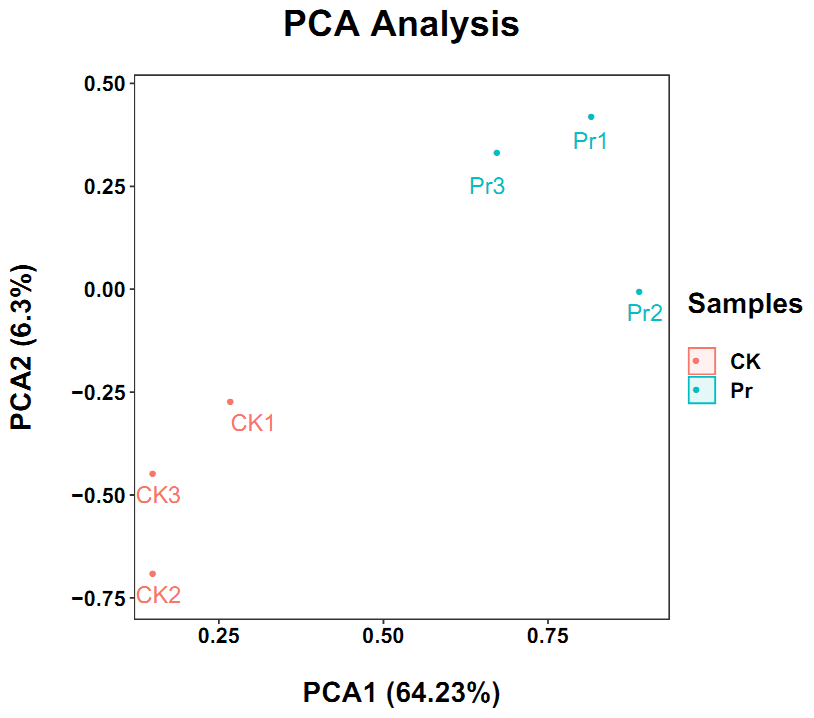 PCA Analysis
0.50
0.25
0.00
−0.25
−0.50
−0.75
PCA2 (6.3%)
Pr1
Pr3
Pr2
CK1
CK3
CK2
0.25 0.50 0.75
PCA1 (64.23%)
Samples
CK
Pr